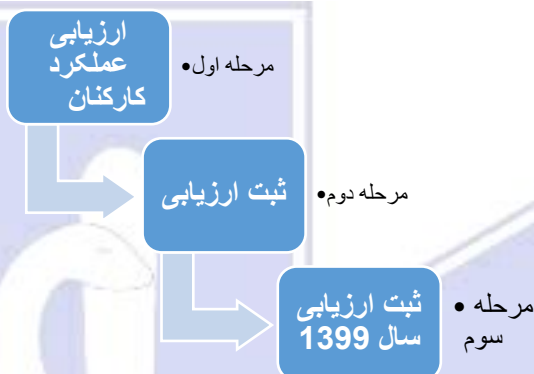 ارزیابی
عملکرد
کارکنان
•مرحله اول
ثبت ارزیابی
•مرحله دوم
ثبت ارزیابی
سال 1399
• مرحله
سوم